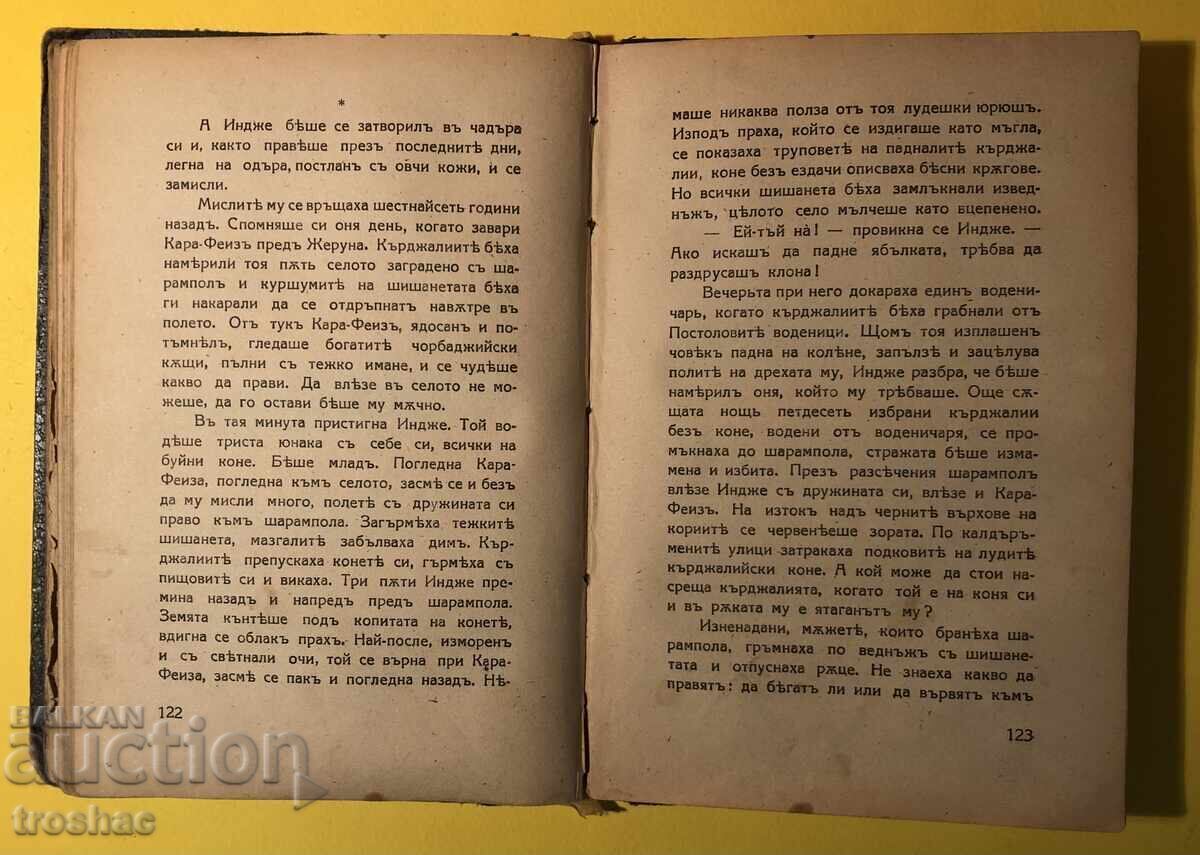 *
А Индже бѣше се затворилъ въ чадъра
си и, както правѣше презъ последнитѣ дни,
легна на одъра, постланъ съ овчи кожи, и се
замисли.
Мислитѣ му се връщаха шестнайсеть години
назадъ. Спомняше си оня день, когато завари
Кара-Феизъ предъ Жеруна. Кърджалиитѣ бѣха
намѣрили тоя пѫть селото заградено съ ша-
рамполъ и куршумитѣ на шишанетата бѣха
ги накарали да се отдръпнатъ навѫтре въ
полето. Отъ тукъ Кара-Феизъ, ядосанъ и по-
тъмнѣлъ, гледаше богатитѣ чорбаджийски
кѫщи, пълни съ тежко имане, и се чудѣше
какво да прави. Да влѣзе въ селото не мо-
жеше, да го остави бѣше му мѫчно.
Въ тая минута пристигна Индже. Той во-
дѣше триста юнака съ себе си, всички на
буйни коне. Бѣше младъ. Погледна Кара-
Феиза, погледна къмъ селото, засмѣ се и безъ
да му мисли много, полетѣ съ дружината си
право къмъ шарампола. Загърмѣха тежкитѣ
шишанета, мазгалитѣ забълваха димъ. Кър-
джалиитѣ препускаха конетѣ си, гърмѣха съ
пищовитѣ си и викаха. Три пѫти Индже пре-
мина назадъ и напредъ предъ шарампола.
Земята кънтѣше подъ копитата на конетѣ,
вдигна се облакъ прахъ. Най-после, изморенъ
и съ свѣтнали очи, той се върна при Кара-
Феиза, засмѣ се пакъ и погледна назадъ. Нѣ-
122
маше никаква полза отъ тоя лудешки юрюшъ.
Изподъ праха, който се издигаше като мъгла,
се показаха труповетѣ на падналитѣ кърджа-
лии, коне безъ ездачи описваха бѣсни крѫгове.
Но всички шишанета бѣха замлъкнали извед-
нъжъ, цѣлото село мълчеше като вцепенено.
— Ей-тъй нà! — провикна се Индже. —
Ако искашъ да падне ябълката, трѣбва да
раздрусашъ клона!
Вечерьта при него докараха единъ водени-
чарь, когато кърджалиитѣ бѣха грабнали отъ
Постоловитѣ воденици. Щомъ тоя изплашенъ
човѣкъ падна на колѣне, запълзѣ и зацелува
политѣ на дрехата му, Индже разбра, че бѣше
намѣрилъ оня, който му трѣбваше. Още сѫ-
щата нощь петдесеть избрани кърджалии
безъ коне, водени отъ воденичаря, се про-
мъкнаха до шарампола, стражата бѣше изма-
мена и избита. Презъ разсѣчения шарамполъ
влѣзе Индже съ дружината си, влѣзе и Кара-
Феизъ. На изтокъ надъ чернитѣ върхове на
кориитѣ се червенѣеше зората. По калдъръ-
менитѣ улици затракаха подковитѣ на лудитѣ
кърджалийски коне. А кой може да стои на-
среща кърджалията, когато той е на коня си
и въ рѫката му е ятаганътъ му?
Изненадани, мѫжетѣ, които бранѣха ша-
рампола, гръмнаха по веднъжъ съ шишане-
тата и отпуснаха рѫце. Не знаеха какво да
правятъ: да бѣгатъ ли или да вървятъ къмъ
123
BALKAN
auction
troshac